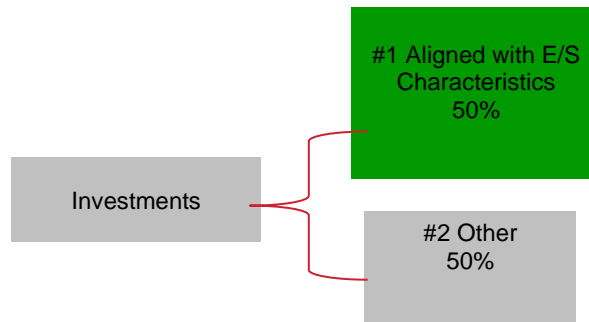 #1 Aligned with E/S
Characteristics
50%
Investments
#2 Other
50%